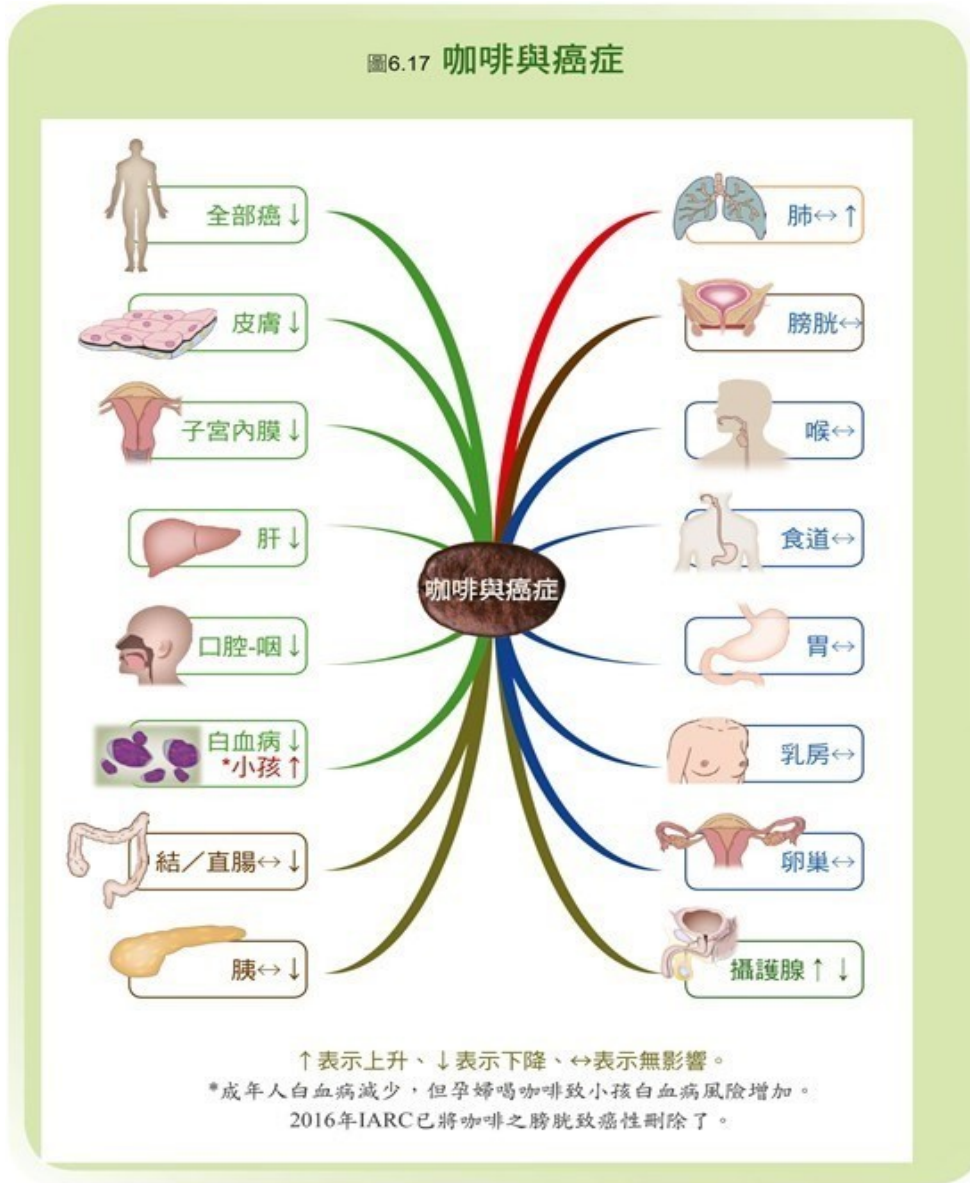 圖6.17 咖啡與癌症
全部癌↓
皮膚↓
子宮內膜↓
肝↓
口腔-咽↓
白血病↓
*小孩↑
結／直腸↔↓
胰↔↓
咖啡與癌症
肺↔↑
膀胱↔
喉↔
食道↔
胃↔
乳房↔
卵巢↔
攝護腺↑↓
↑表示上升、↓表示下降、↔表示無影響。
*成年人白血病減少，但孕婦喝咖啡致小孩白血病風險增加。
2016年IARC已將咖啡之膀胱致癌性刪除了。